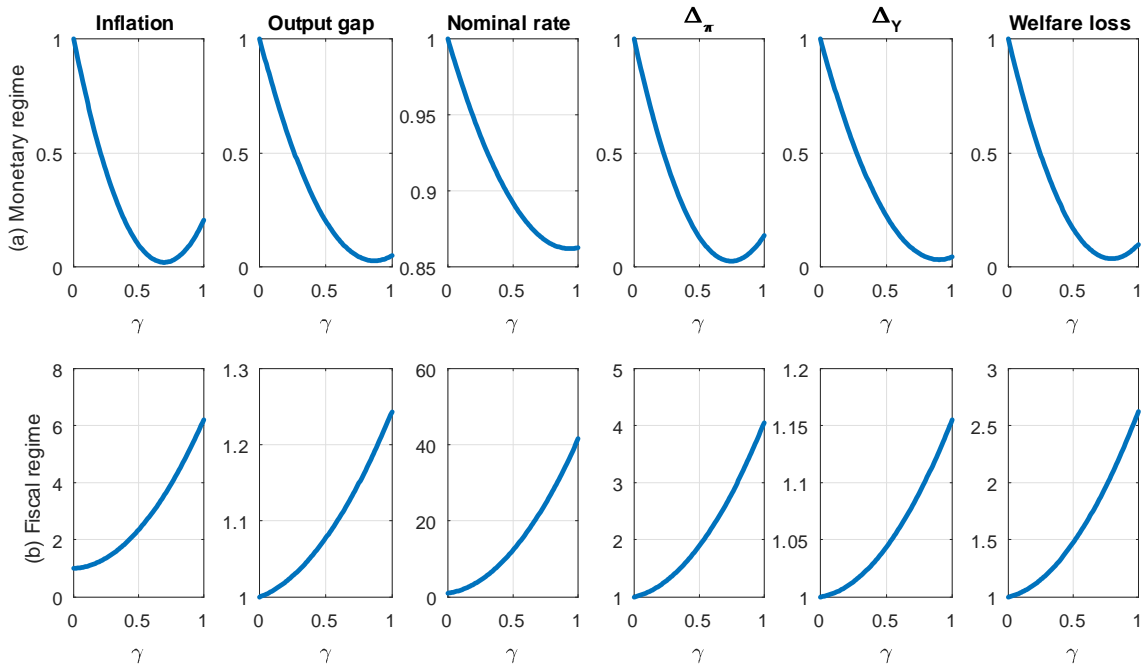 Inflation Output gap Nominal rate Δπ ΔY Welfare loss
(a) Monetary regime
1 1 1 1 1 1
0.95
0.5 0.5 0.5 0.5 0.5
0.9
0 0 0.85 0 0 0
0 0.5 1 0 0.5 1 0 0.5 1 0 0.5 1 0 0.5 1 0 0.5 1
γ γ γ γ γ γ
(b) Fiscal regime
8 1.3 60 5 1.2 3
6 1.2 40 4 1.15 2.5
4 3 1.1 2
2 1.1 20 2 1.05 1.5
0 1 0 1 1 1
0 0.5 1 0 0.5 1 0 0.5 1 0 0.5 1 0 0.5 1 0 0.5 1
γ γ γ γ γ γ